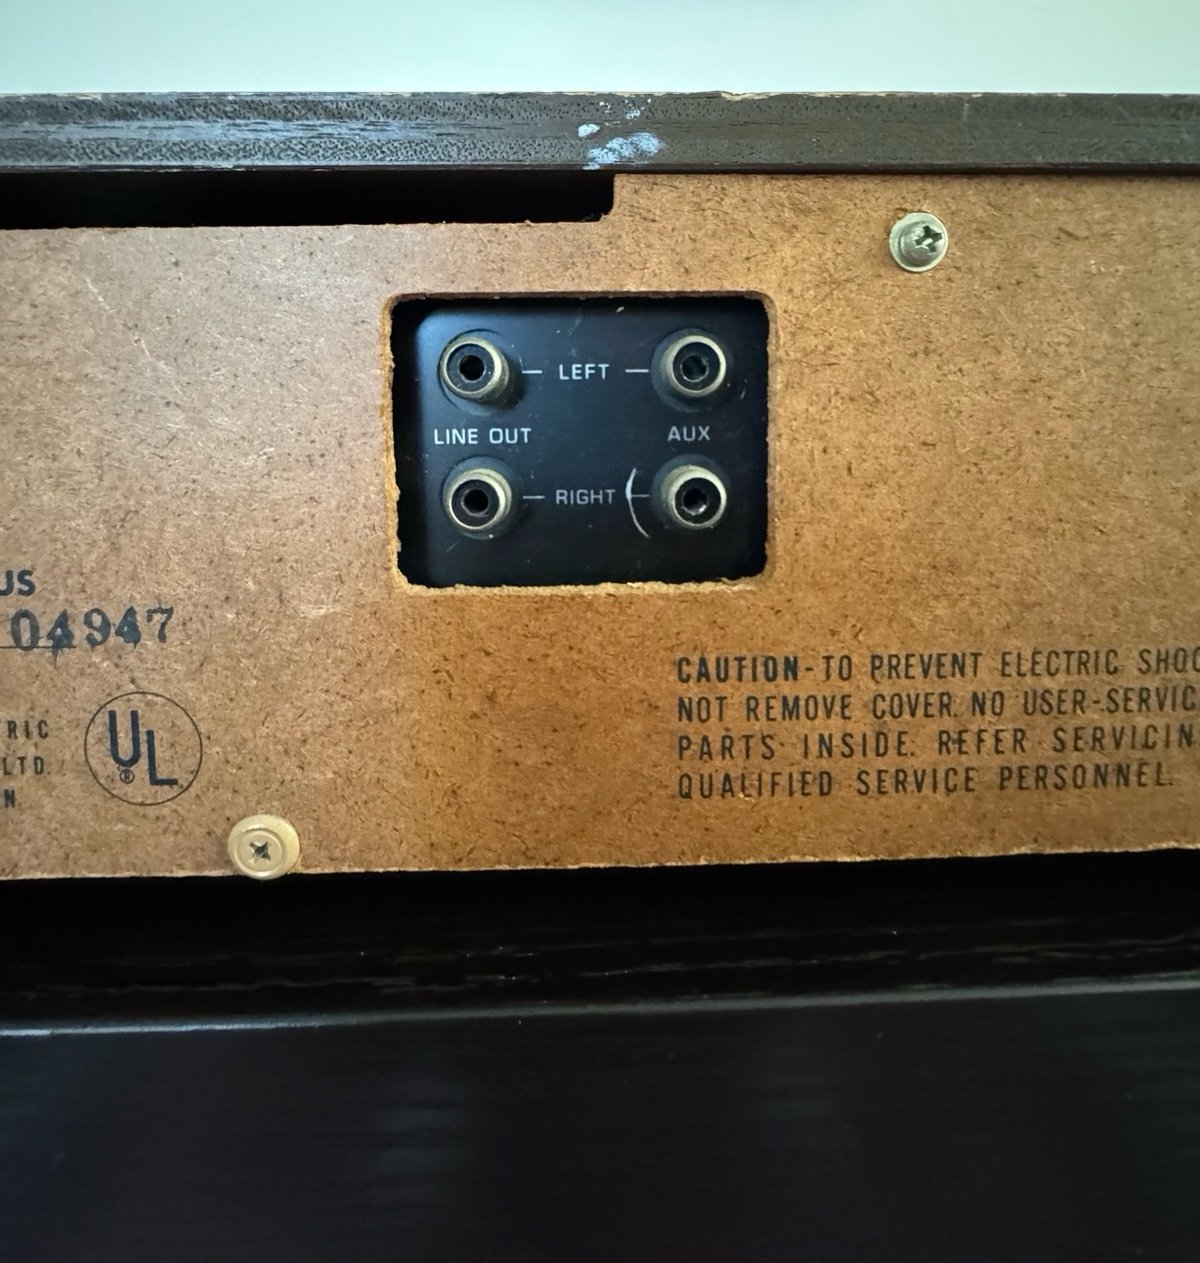 LEFT
LINE OUT AUX
RIGHT
US
04947
RIC
LTD.
N
UL®
CAUTION-TO PREVENT ELECTRIC SHOC
NOT REMOVE COVER. NO USER-SERVIC
PARTS INSIDE. REFER SERVICIN
QUALIFIED SERVICE PERSONNEL.